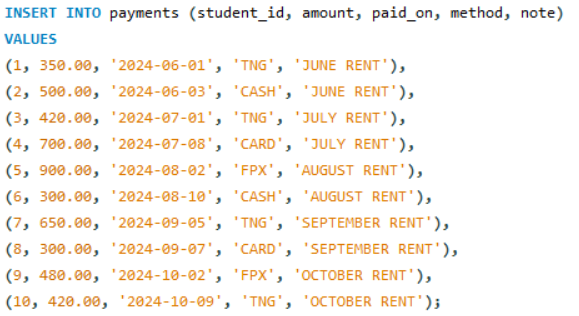 INSERT INTO payments (student_id, amount, paid_on, method, note)
VALUES
(1, 350.00, '2024-06-01', 'TNG', 'JUNE RENT'),
(2, 500.00, '2024-06-03', 'CASH', 'JUNE RENT'),
(3, 420.00, '2024-07-01', 'TNG', 'JULY RENT'),
(4, 700.00, '2024-07-08', 'CARD', 'JULY RENT'),
(5, 900.00, '2024-08-02', 'FPX', 'AUGUST RENT'),
(6, 300.00, '2024-08-10', 'CASH', 'AUGUST RENT'),
(7, 650.00, '2024-09-05', 'TNG', 'SEPTEMBER RENT'),
(8, 300.00, '2024-09-07', 'CARD', 'SEPTEMBER RENT'),
(9, 480.00, '2024-10-02', 'FPX', 'OCTOBER RENT'),
(10, 420.00, '2024-10-09', 'TNG', 'OCTOBER RENT');